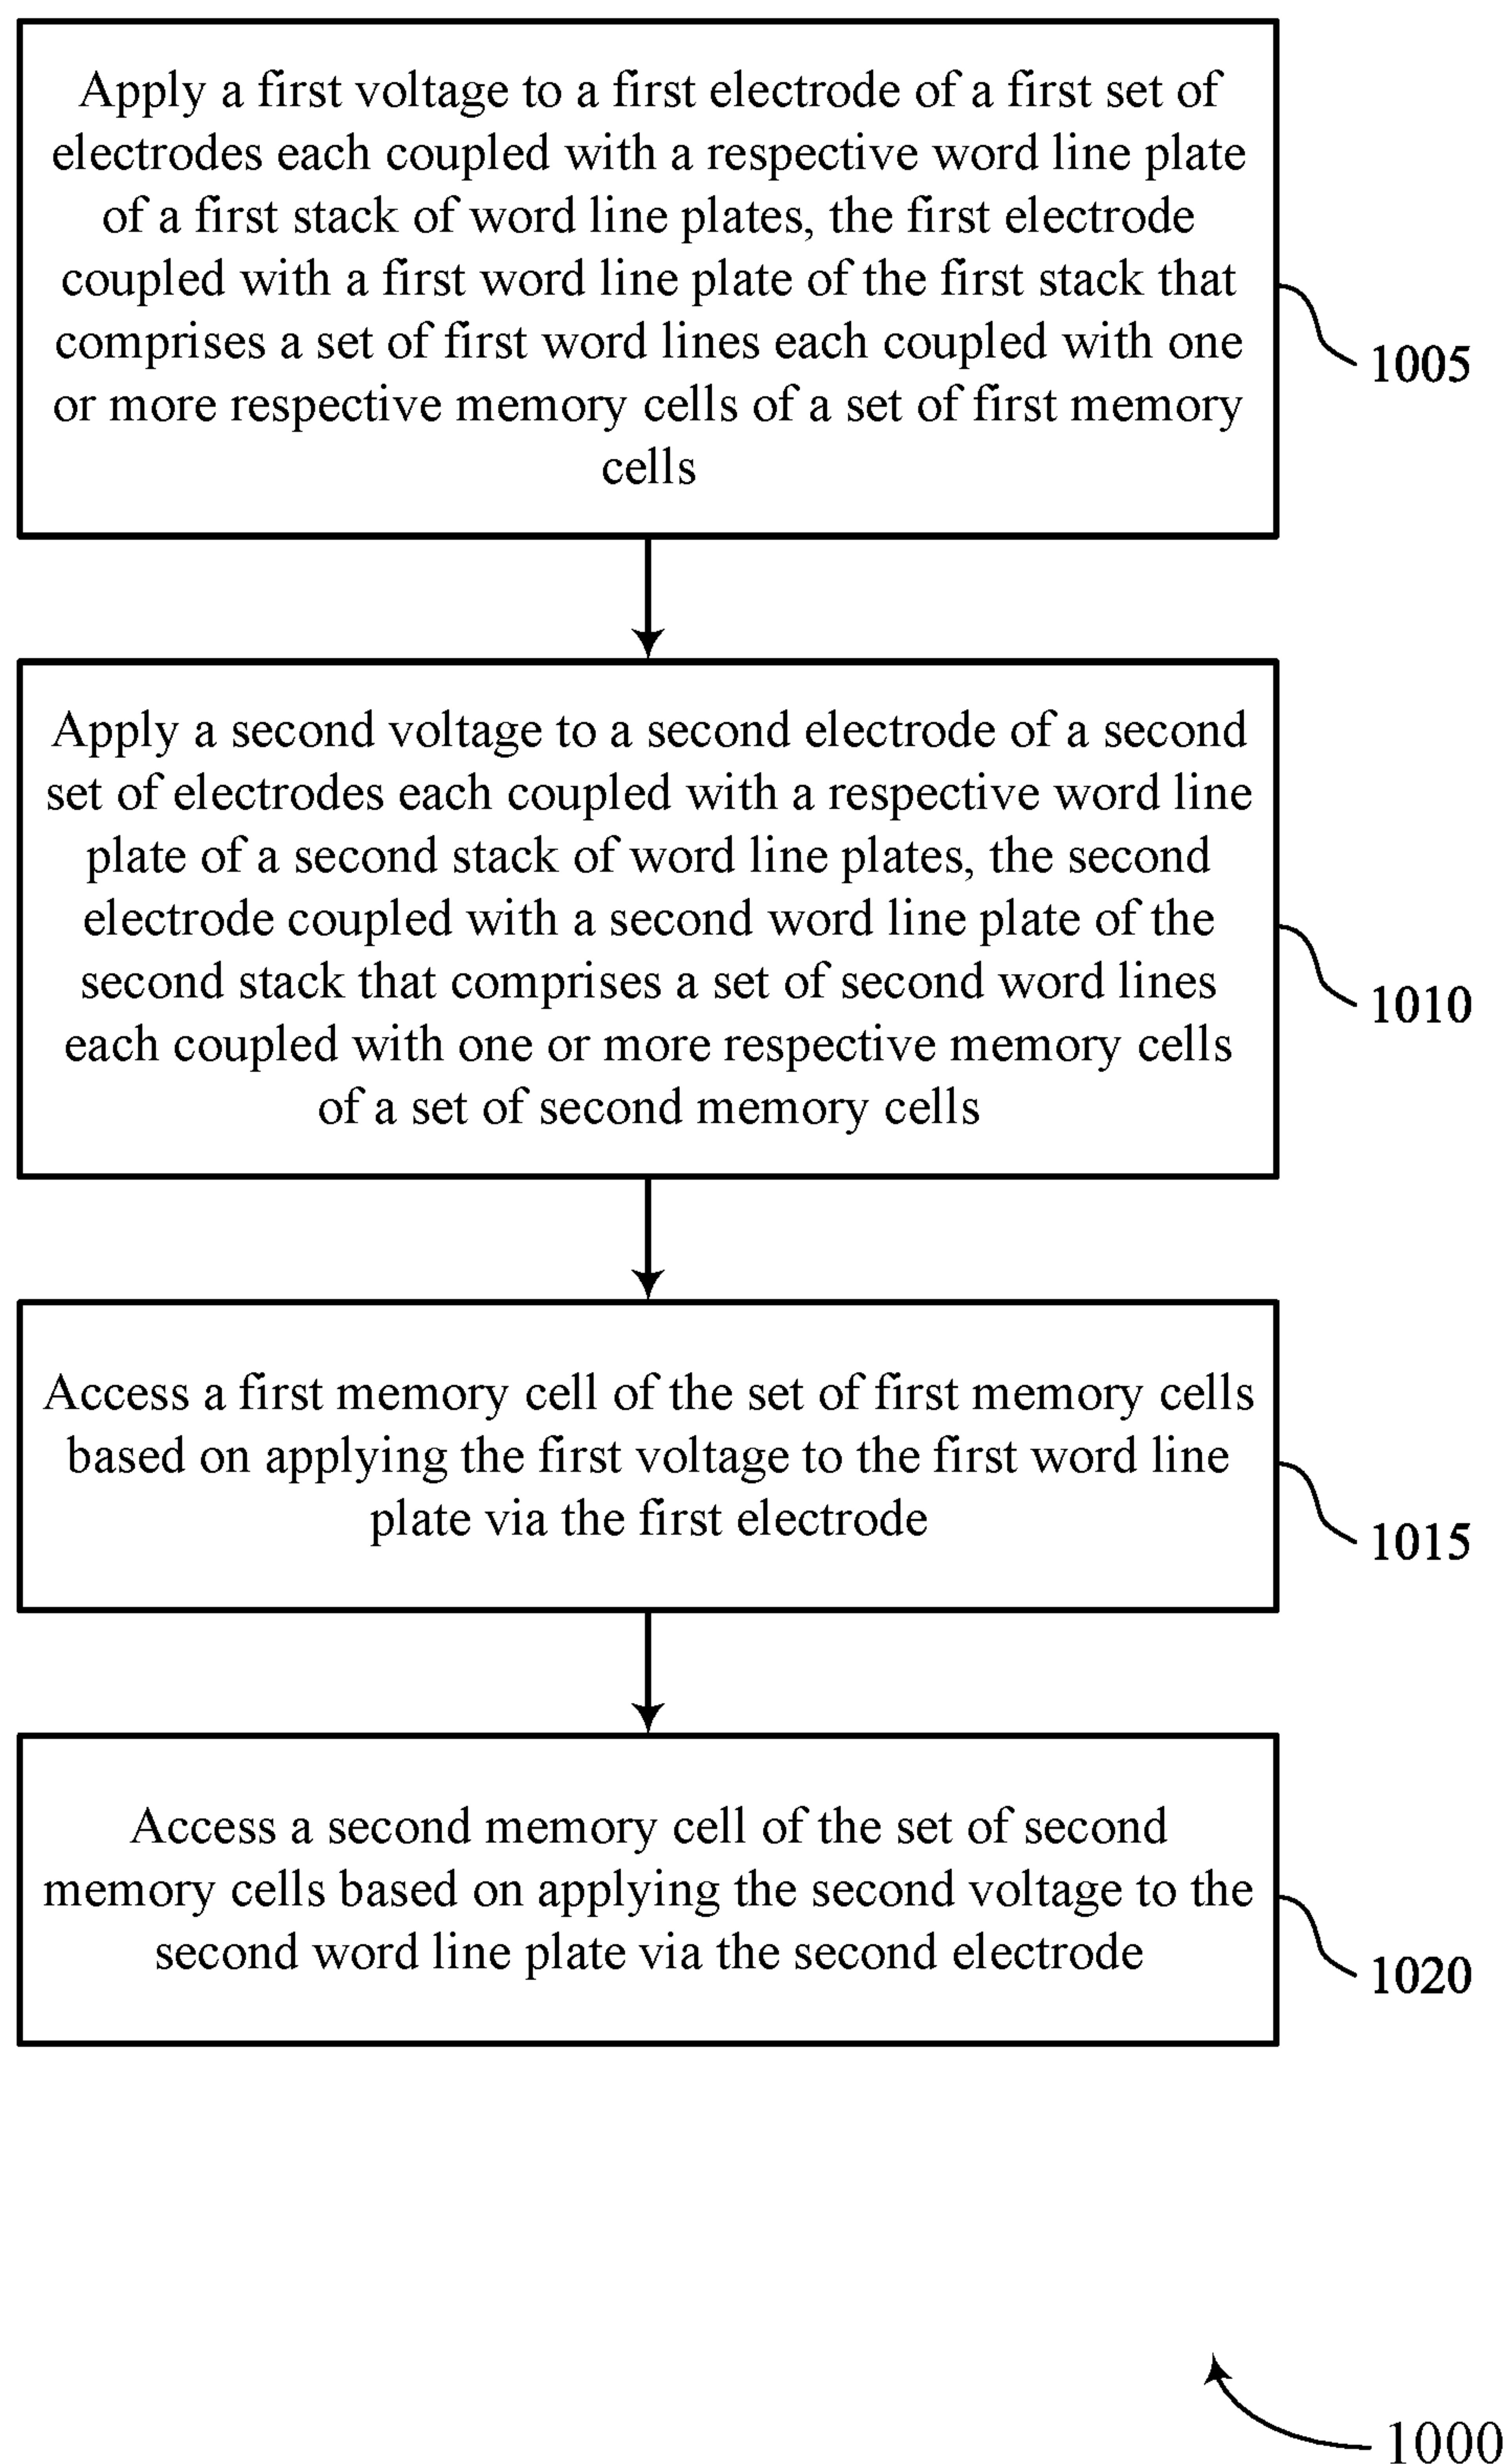 Apply a first voltage to a first electrode of a first set of
electrodes each coupled with a respective word line plate
of a first stack of word line plates, the first electrode
coupled with a first word line plate of the first stack that
comprises a set of first word lines each coupled with one
or more respective memory cells of a set of first memory
cells
1005
Apply a second voltage to a second electrode of a second
set of electrodes each coupled with a respective word line
plate of a second stack of word line plates, the second
electrode coupled with a second word line plate of the
second stack that comprises a set of second word lines
each coupled with one or more respective memory cells
of a set of second memory cells
1010
Access a first memory cell of the set of first memory cells
based on applying the first voltage to the first word line
plate via the first electrode
1015
Access a second memory cell of the set of second
memory cells based on applying the second voltage to the
second word line plate via the second electrode
1020
1000